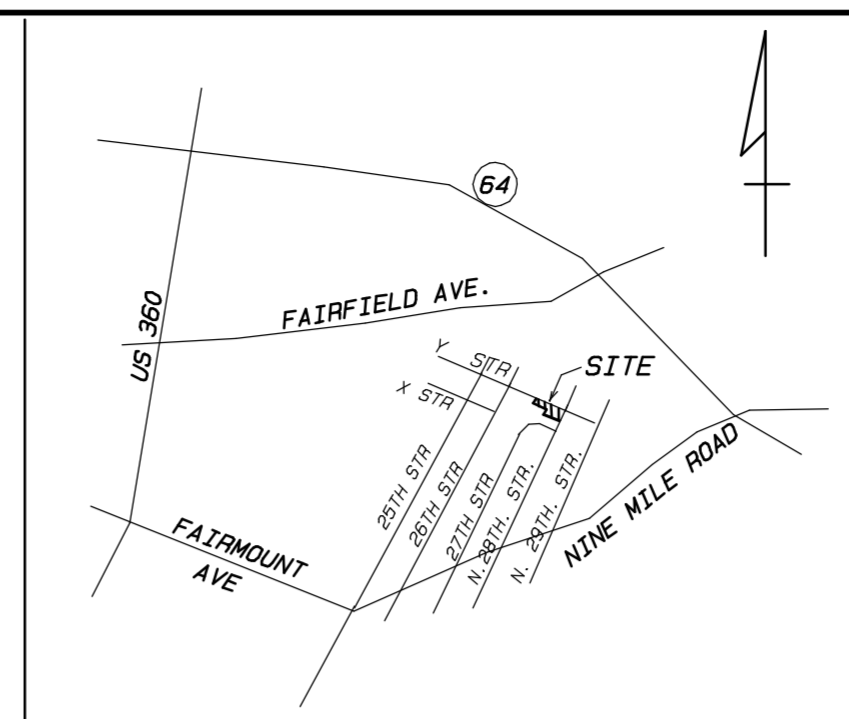 64
US 360
FAIRFIELD AVE.
Y STR
SITE
X STR
25TH STR
26TH STR
27TH STR
N. 28TH. STR.
N. 29TH. STR.
NINE MILE ROAD
FAIRMOUNT
AVE